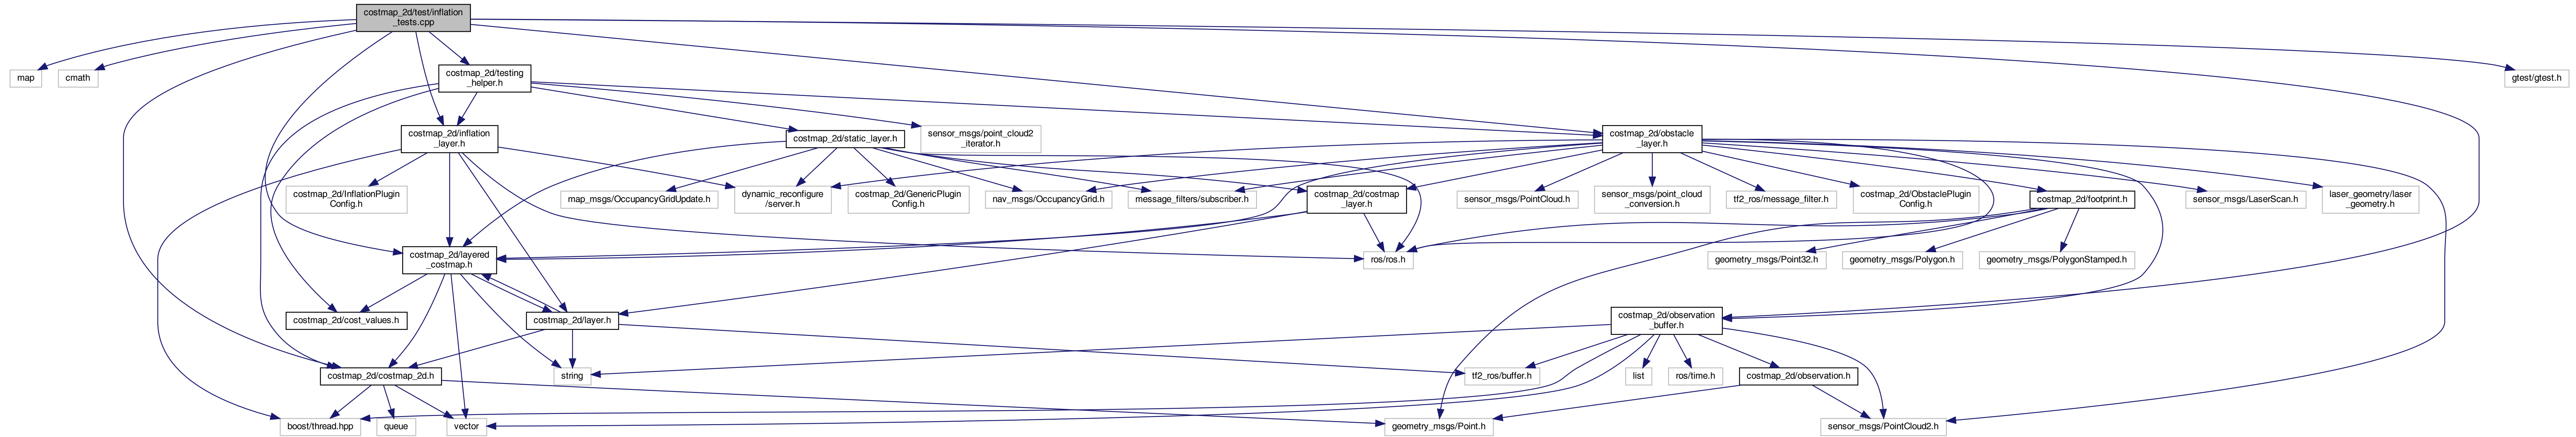 costmap_2d/test/inflation
_tests.cpp
map
cmath
costmap_2d/testing
_helper.h
gtest/gtest.h
costmap_2d/inflation
_layer.h
costmap_2d/static_layer.h
sensor_msgs/point_cloud2
_iterator.h
costmap_2d/obstacle
_layer.h
costmap_2d/InflationPlugin
Config.h
map_msgs/OccupancyGridUpdate.h
dynamic_reconfigure
/server.h
costmap_2d/GenericPlugin
Config.h
nav_msgs/OccupancyGrid.h
message_filters/subscriber.h
costmap_2d/costmap
_layer.h
sensor_msgs/PointCloud.h
sensor_msgs/point_cloud
_conversion.h
tf2_ros/message_filter.h
costmap_2d/ObstaclePlugin
Config.h
costmap_2d/footprint.h
sensor_msgs/LaserScan.h
laser_geometry/laser
_geometry.h
costmap_2d/layered
_costmap.h
ros/ros.h
geometry_msgs/Point32.h
geometry_msgs/Polygon.h
geometry_msgs/PolygonStamped.h
costmap_2d/cost_values.h
costmap_2d/layer.h
costmap_2d/observation
_buffer.h
costmap_2d/costmap_2d.h
string
tf2_ros/buffer.h
list
ros/time.h
costmap_2d/observation.h
boost/thread.hpp
queue
vector
geometry_msgs/Point.h
sensor_msgs/PointCloud2.h